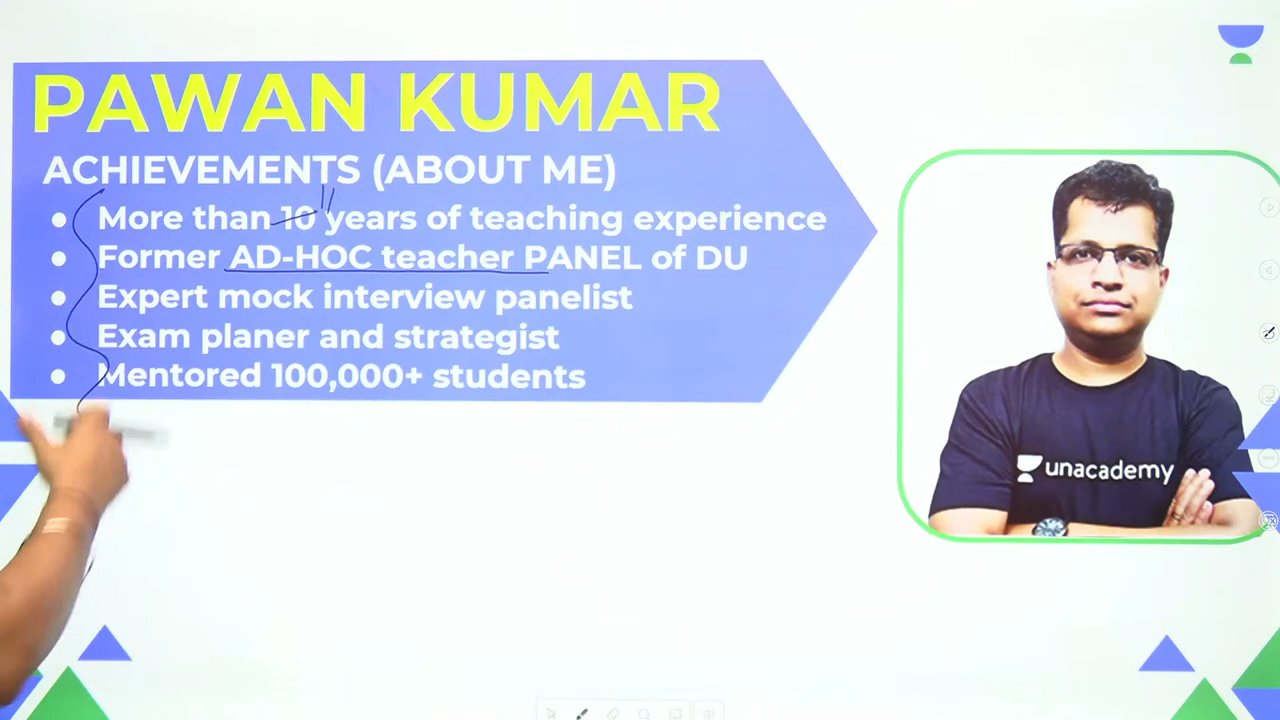 PAWAN KUMAR
ACHIEVEMENTS (ABOUT ME)
● More than 10 years of teaching experience
● Former AD-HOC teacher PANEL of DU
● Expert mock interview panelist
● Exam planer and strategist
● Mentored 100,000+ students
unacademy